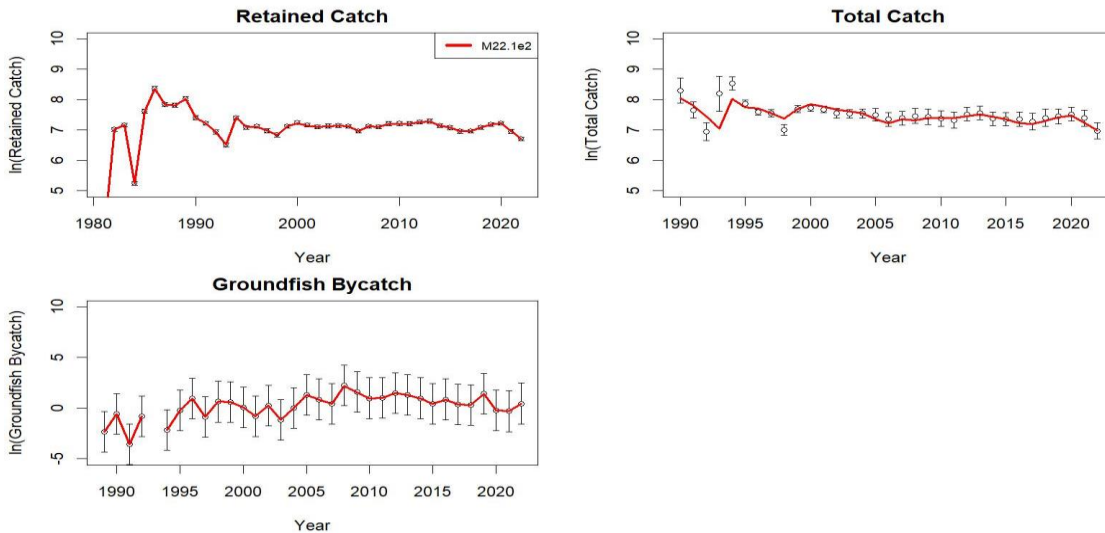 Retained Catch
ln(Retained Catch)
10
9
8
7
6
5
M22.1e2
1980 1990 2000 2010 2020
Year
Total Catch
ln(Total Catch)
10
9
8
7
6
5
1990 1995 2000 2005 2010 2015 2020
Year
Groundfish Bycatch
ln(Groundfish Bycatch)
10
5
0
-5
1990 1995 2000 2005 2010 2015 2020
Year